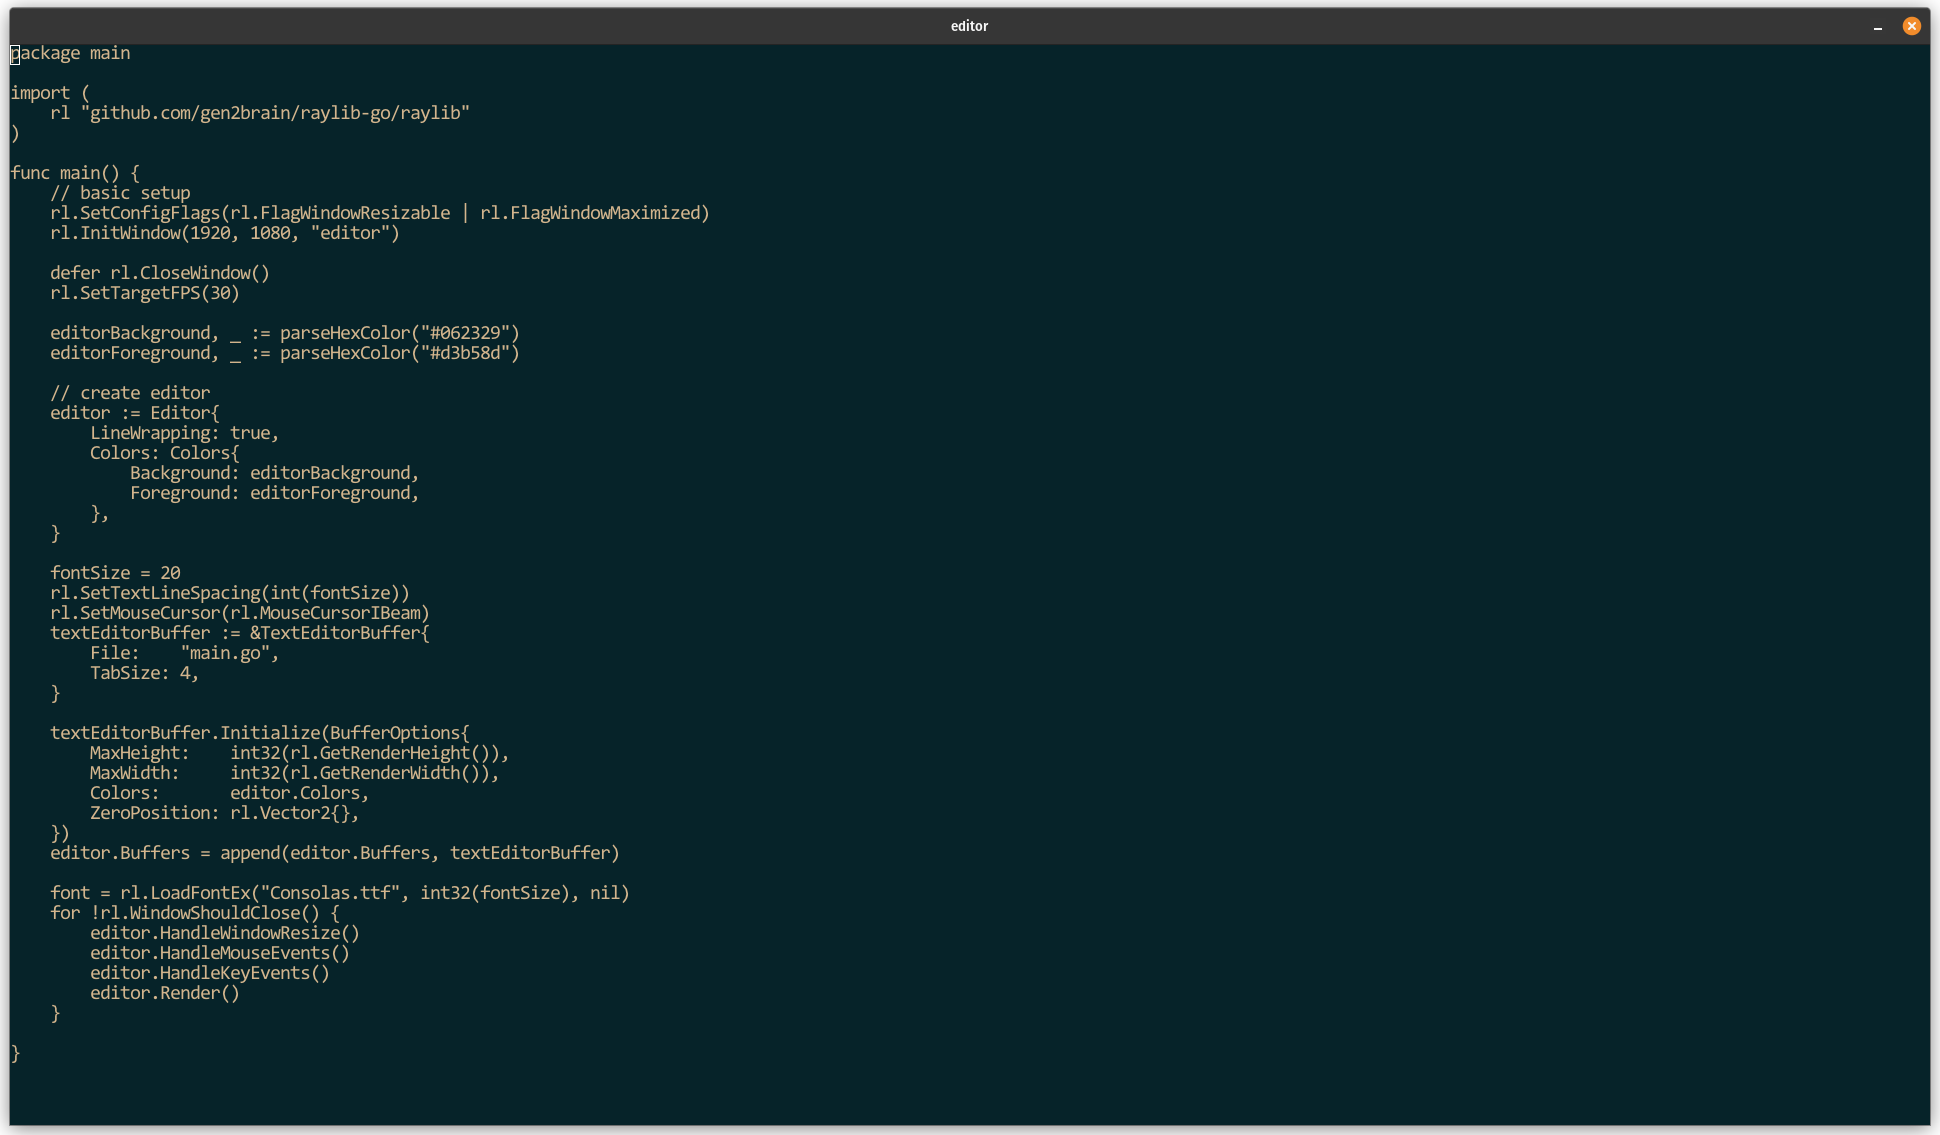 editor
package main

import (
    rl "github.com/gen2brain/raylib-go/raylib"
)

func main() {
    // basic setup
    rl.SetConfigFlags(rl.FlagWindowResizable | rl.FlagWindowMaximized)
    rl.InitWindow(1920, 1080, "editor")

    defer rl.CloseWindow()
    rl.SetTargetFPS(30)

    editorBackground, _ := parseHexColor("#062329")
    editorForeground, _ := parseHexColor("#d3b58d")

    // create editor
    editor := Editor{
        LineWrapping: true,
        Colors: Colors{
            Background: editorBackground,
            Foreground: editorForeground,
        },
    }

    fontSize = 20
    rl.SetTextLineSpacing(int(fontSize))
    rl.SetMouseCursor(rl.MouseCursorIBeam)
    textEditorBuffer := &TextEditorBuffer{
        File:    "main.go",
        TabSize: 4,
    }

    textEditorBuffer.Initialize(BufferOptions{
        MaxHeight:    int32(rl.GetRenderHeight()),
        MaxWidth:     int32(rl.GetRenderWidth()),
        Colors:       editor.Colors,
        ZeroPosition: rl.Vector2{},
    })
    editor.Buffers = append(editor.Buffers, textEditorBuffer)

    font = rl.LoadFontEx("Consolas.ttf", int32(fontSize), nil)
    for !rl.WindowShouldClose() {
        editor.HandleWindowResize()
        editor.HandleMouseEvents()
        editor.HandleKeyEvents()
        editor.Render()
    }

}